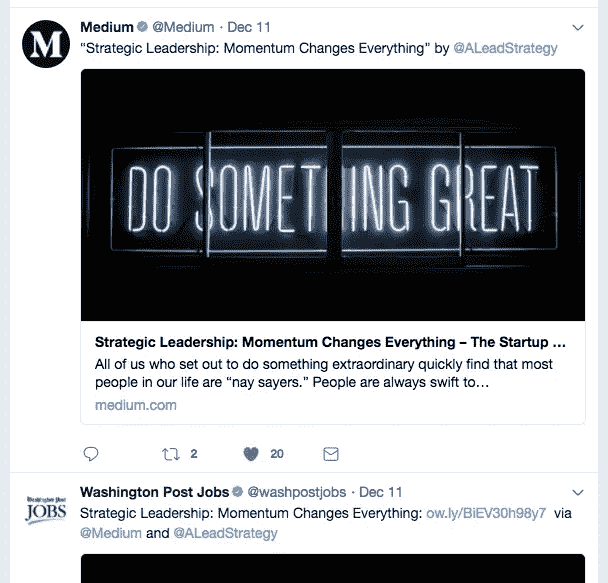 M
Medium @Medium · Dec 11
“Strategic Leadership: Momentum Changes Everything” by @ALeadStrategy
DO SOMETHING GREAT
Strategic Leadership: Momentum Changes Everything – The Startup ...
All of us who set out to do something extraordinary quickly find that most
people in our life are “nay sayers.” People are always swift to…
medium.com
2 20
Washington Post
JOBS
Washington Post Jobs @washpostjobs · Dec 11
Strategic Leadership: Momentum Changes Everything: ow.ly/BiEV30h98y7 via
@Medium and @ALeadStrategy